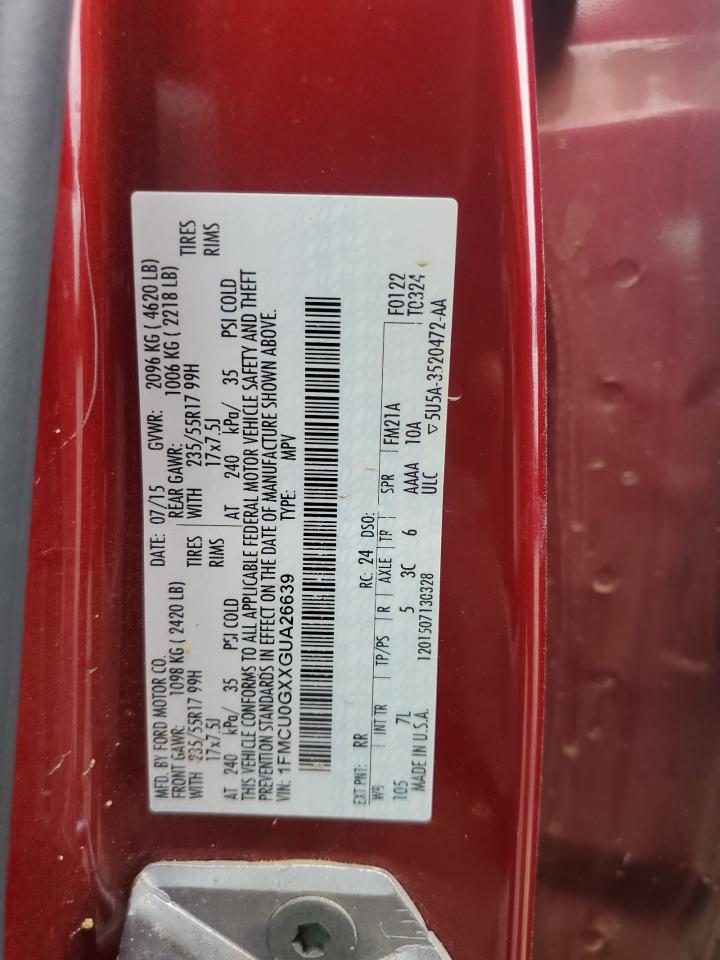 MFD. BY FORD MOTOR CO. DATE: 07/15 GVWR: 2096 KG ( 4620 LB)
FRONT GAWR: 1098 KG ( 2420 LB) REAR GAWR: 1006 KG ( 2218 LB)
WITH 235/55R17 99H TIRES WITH 235/55R17 99H TIRES
17x7.5J RIMS 17x7.5J RIMS
AT 240 kPa/ 35 PSI COLD AT 240 kPa/ 35 PSI COLD
THIS VEHICLE CONFORMS TO ALL APPLICABLE FEDERAL MOTOR VEHICLE SAFETY AND THEFT
PREVENTION STANDARDS IN EFFECT ON THE DATE OF MANUFACTURE SHOWN ABOVE.
VIN: 1FMCU0GXXGUA26639 TYPE: MPV
EXT PNT: RR RC: 24 DSO: F0122
WB INT TR TP/PS R AXLE TR SPR FM21A TC324
105 7L 5 3C 6 AAAA 10A
MADE IN U.S.A. 1201507130328 ULC ▽5U5A-3520472-AA